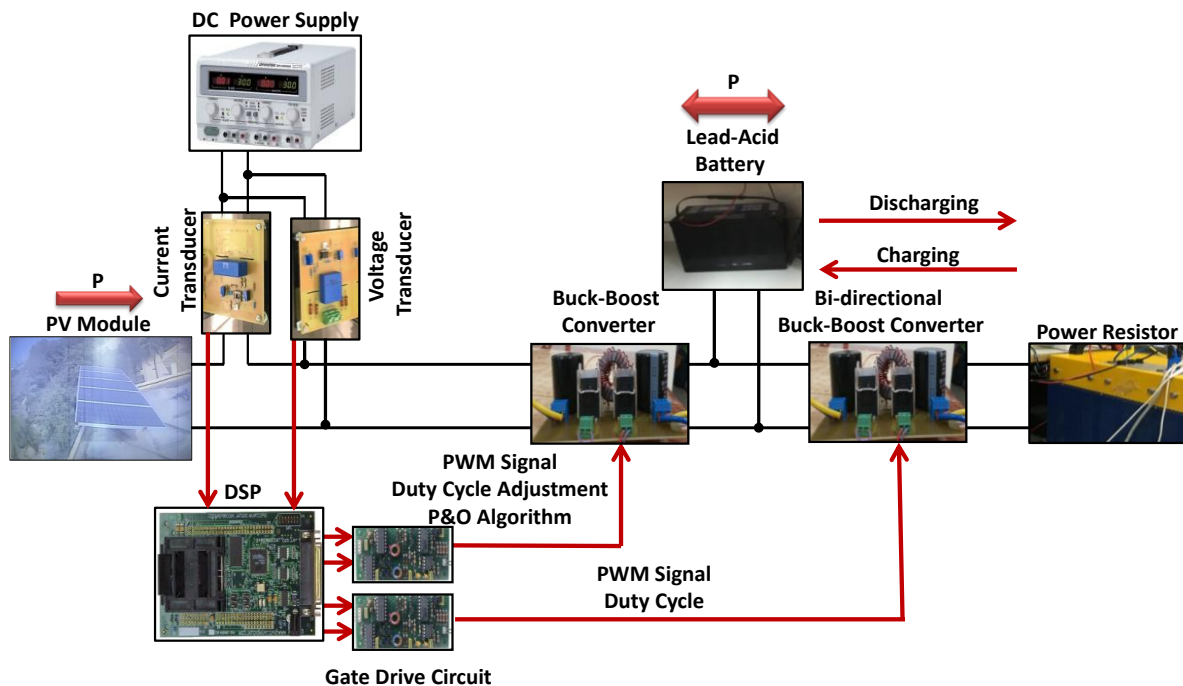 DC Power Supply
P
Lead-Acid
Battery
Discharging
Charging
Current
Transducer
Voltage
Transducer
P
PV Module
Buck-Boost
Converter
Bi-directional
Buck-Boost Converter
Power Resistor
DSP
PWM Signal
Duty Cycle Adjustment
P&O Algorithm
PWM Signal
Duty Cycle
Gate Drive Circuit